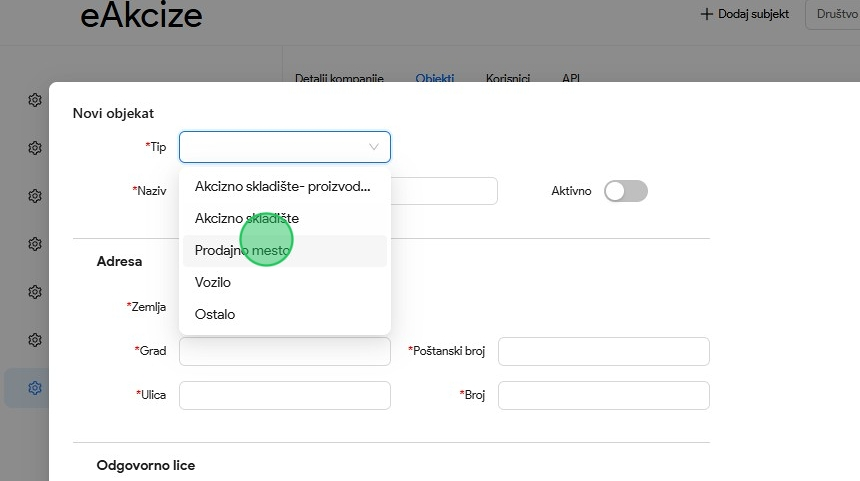 eAkcize
+ Dodaj subjekt
Društvo
Detalji kompanije Objekti Korisnici API
Novi objekat
*Tip
Akcizno skladište- proizvod...
*Naziv
Aktivno
Akcizno skladište
Prodajno mesto
Adresa
Vozilo
*Zemlja
Ostalo
*Grad
*Poštanski broj
*Ulica
*Broj
Odgovorno lice